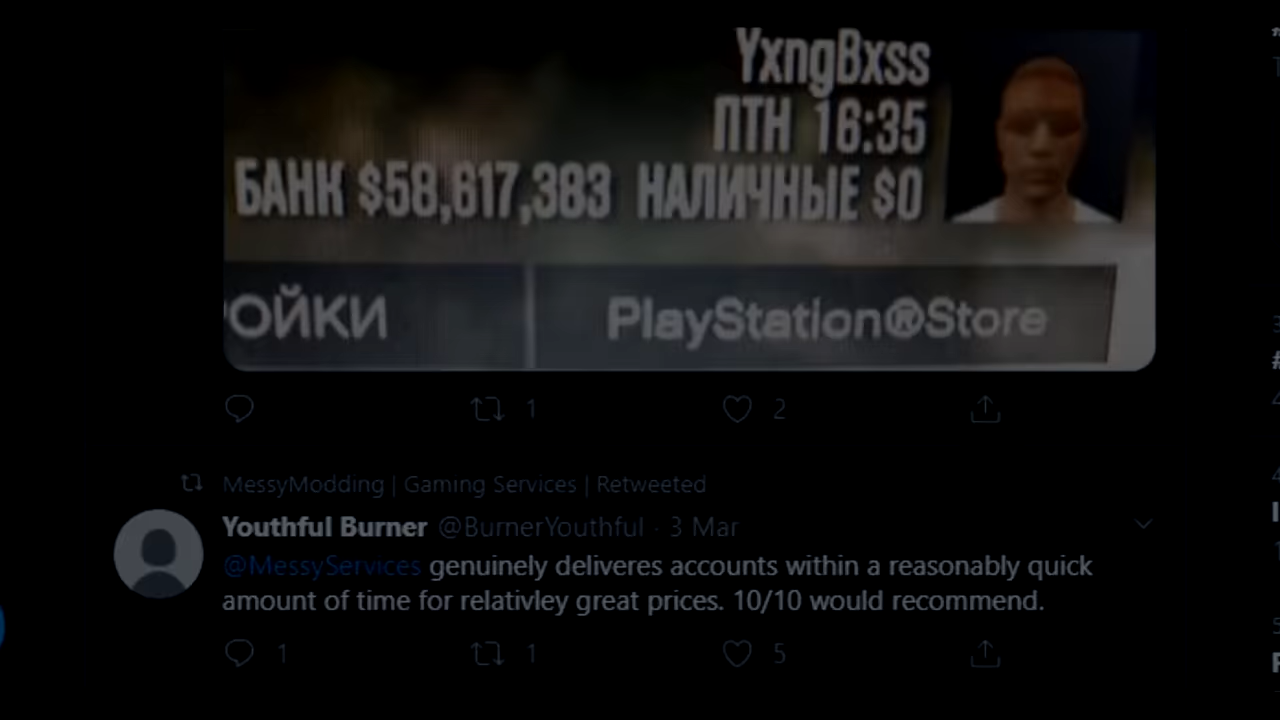 YxngBxss
ПТН 16:35
БАНК $58,617,383 НАЛИЧНЫЕ $0
РОЙКИ PlayStation®Store
1 2
MessyModding | Gaming Services | Retweeted
Youthful Burner @BurnerYouthful · 3 Mar
@MessyServices genuinely deliveres accounts within a reasonably quick
amount of time for relativley great prices. 10/10 would recommend.
1 1 5